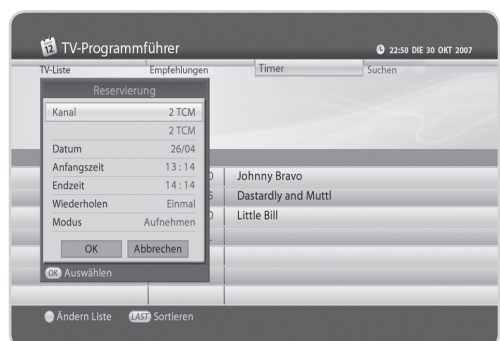 12 TV-Programmführer
22:50 DIE 30 OKT 2007
TV-Liste Empfehlungen Timer Suchen
Reservierung
Kanal 2 TCM
2 TCM
Datum 26/04
Anfangszeit 13:14
Endzeit 14:14
Wiederholen Einmal
Modus Aufnehmen
OK Abbrechen
OK Auswählen
Johnny Bravo
Dastardly and Muttl
Little Bill
Ändern Liste LAST Sortieren